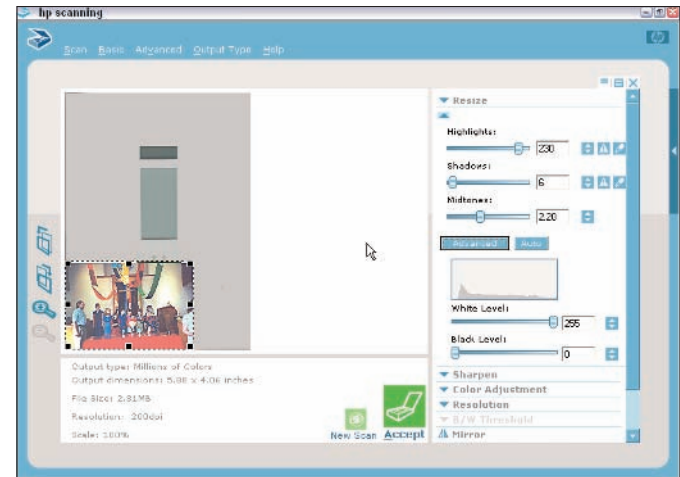 hp scanning
Scan Basic Advanced Output Type Help
Resize
Highlights:
230
Shadows:
6
Midtones:
2.20
Advanced Auto
White Level:
255
Black Level:
0
Sharpen
Color Adjustment
Resolution
B/W Threshold
Mirror
Output type: Millions of Colors
Output dimensions: 5.88 x 4.06 inches
File Size: 2.81MB
Resolution: 200dpi
Scale: 100%
New Scan Accept